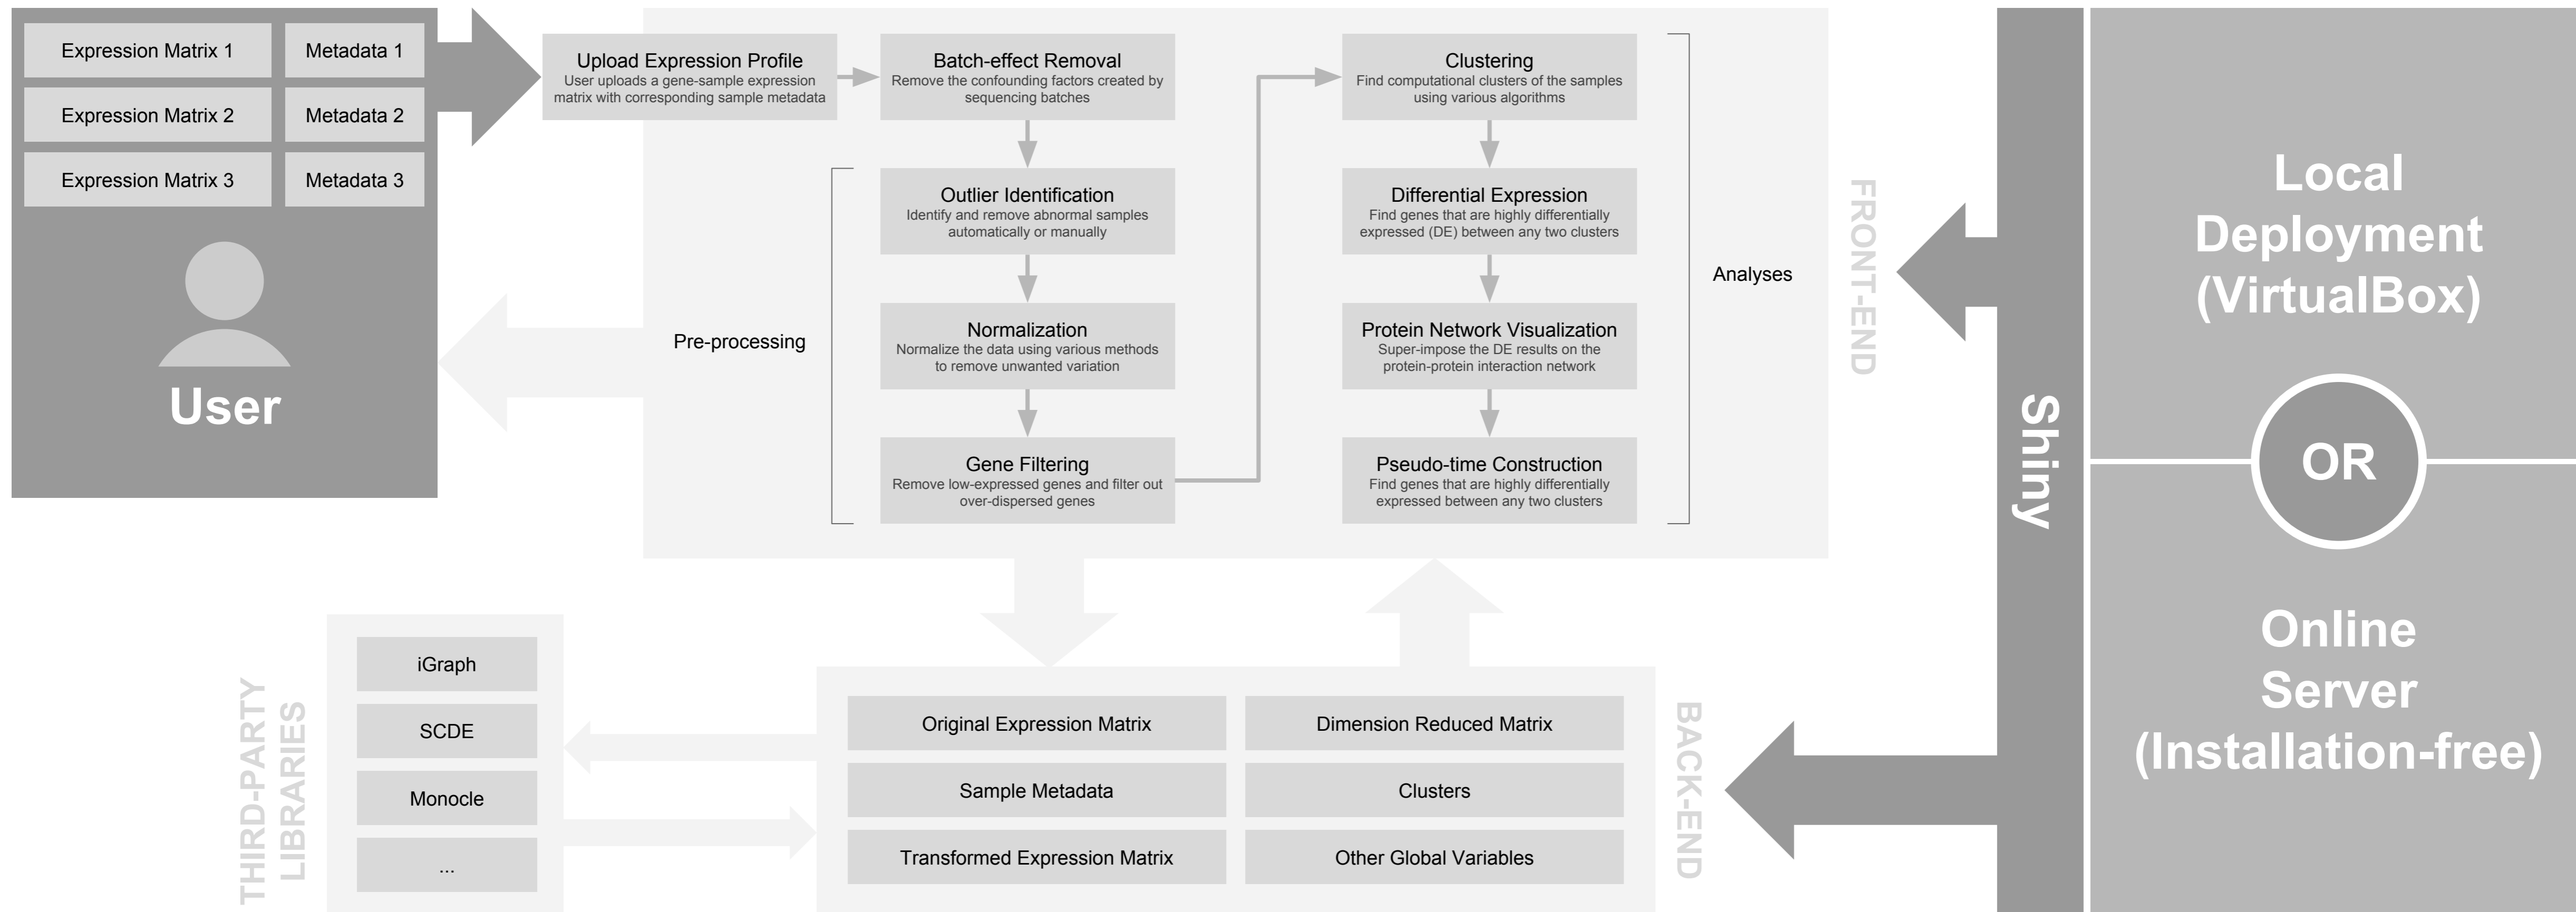 Expression Matrix 1
Metadata 1
Expression Matrix 2
Metadata 2
Expression Matrix 3
Metadata 3
User
Upload Expression Profile
User uploads a gene-sample expression
matrix with corresponding sample metadata
Batch-effect Removal
Remove the confounding factors created by
sequencing batches
Pre-processing
Outlier Identification
Identify and remove abnormal samples
automatically or manually
Normalization
Normalize the data using various methods
to remove unwanted variation
Gene Filtering
Remove low-expressed genes and filter out
over-dispersed genes
Clustering
Find computational clusters of the samples
using various algorithms
Differential Expression
Find genes that are highly differentially
expressed (DE) between any two clusters
Protein Network Visualization
Super-impose the DE results on the
protein-protein interaction network
Pseudo-time Construction
Find genes that are highly differentially
expressed between any two clusters
Analyses
FRONT-END
THIRD-PARTY
LIBRARIES
iGraph
SCDE
Monocle
...
Original Expression Matrix
Dimension Reduced Matrix
Sample Metadata
Clusters
Transformed Expression Matrix
Other Global Variables
BACK-END
Shiny
Local
Deployment
(VirtualBox)
OR
Online
Server
(Installation-free)